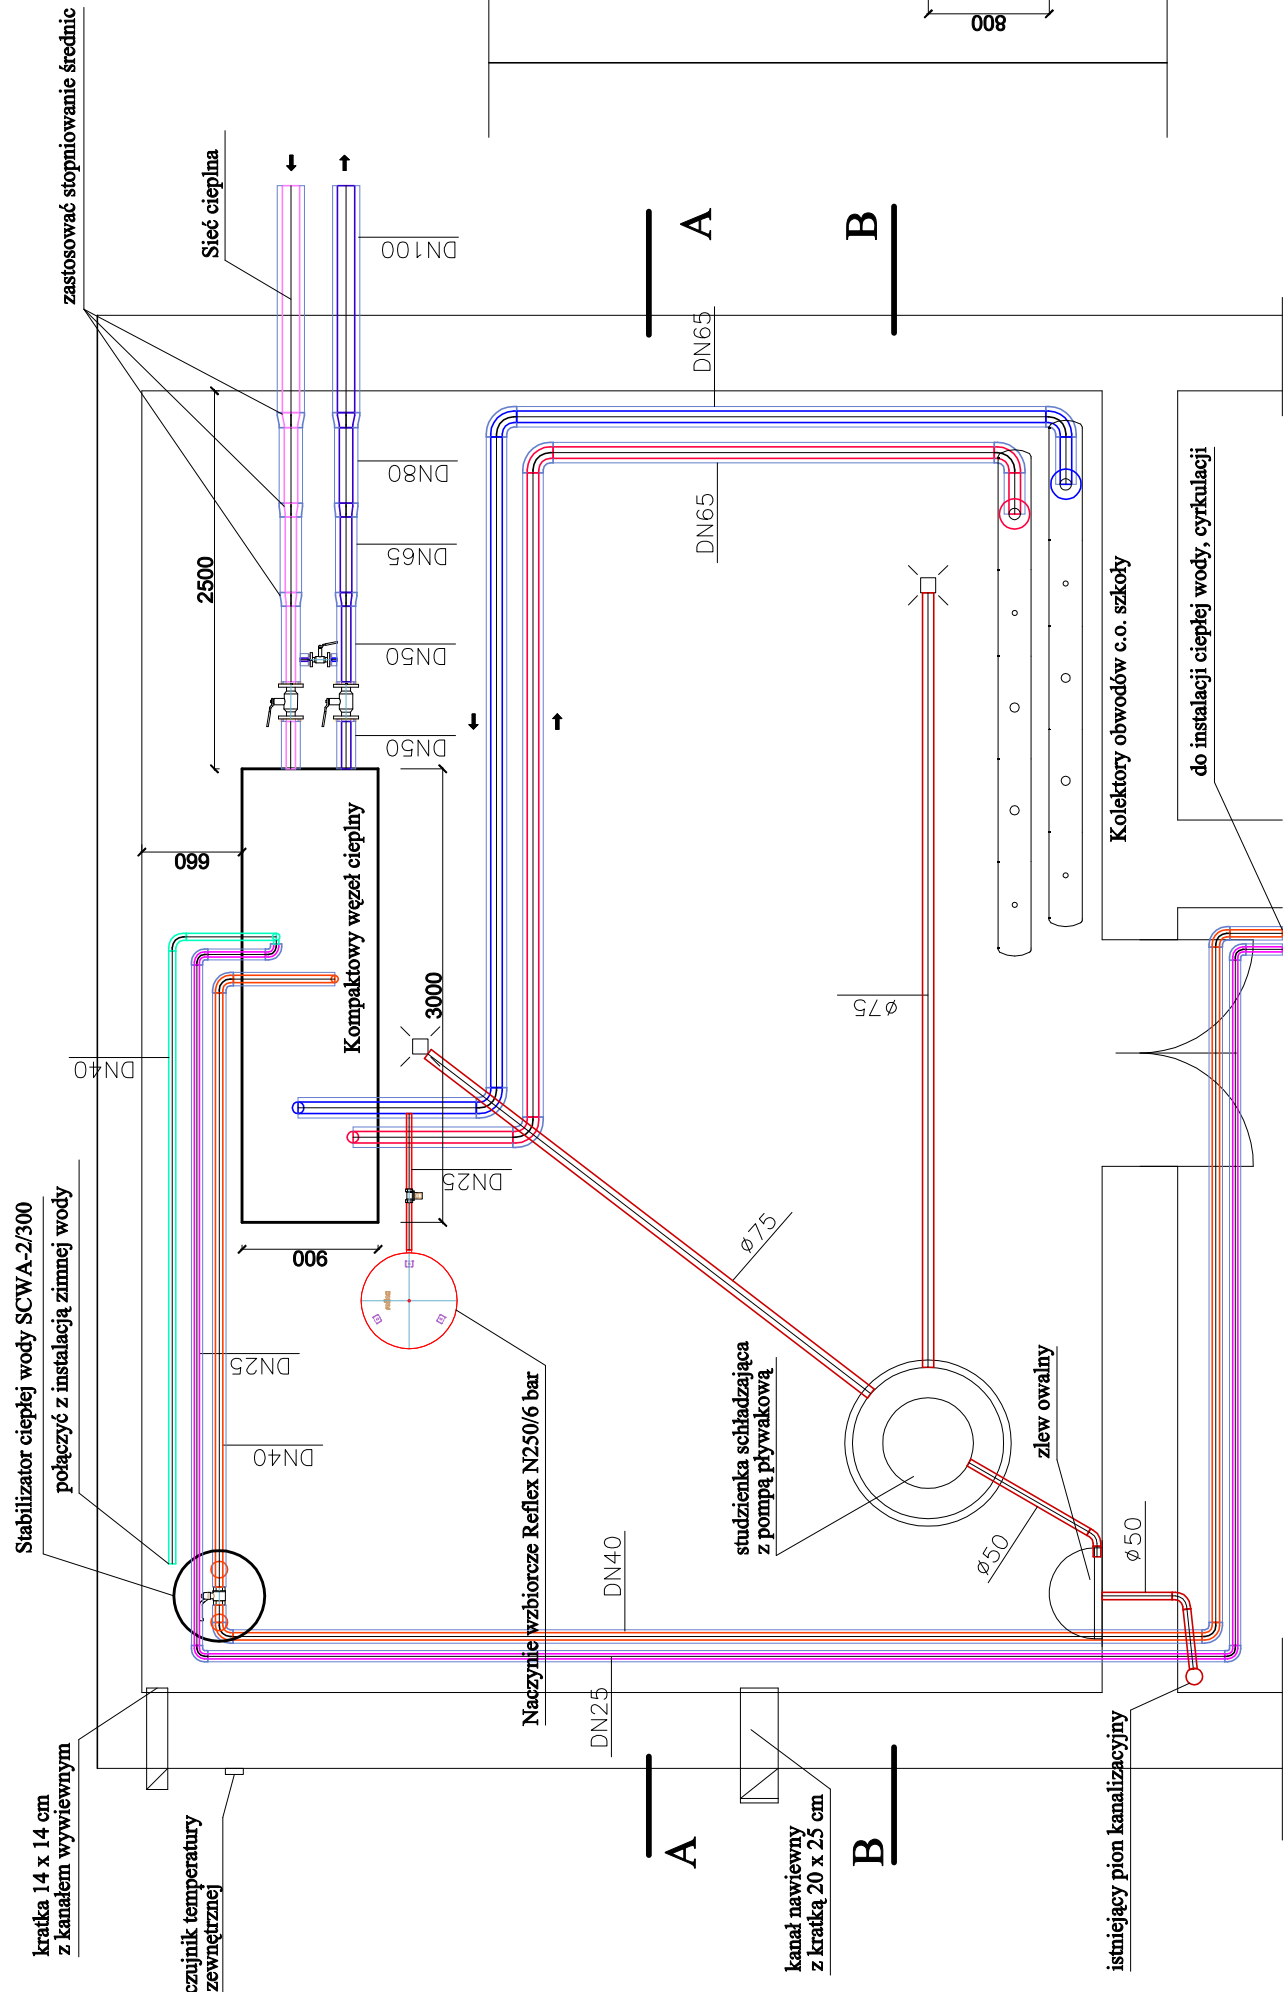 zastosować stopniowanie średnic
Sieć cieplna
800
DN100
A
B
DN65
DN80
DN65
DN65
2500
DN50
DN50
660
Kompaktowy węzeł cieplny
3000
DN40
900
DN25
Kolektory obwodów c.o. szkoły
do instalacji ciepłej wody, cyrkulacji
ø75
ø75
Stabilizator ciepłej wody SCWA-2/300
połączyć z instalacją zimnej wody
DN25
DN40
Naczynie wzbiorcze Reflex N250/6 bar
studzienka schładzająca
z pompą pływakową
zlew owalny
ø50
ø50
DN40
DN25
kratka 14 x 14 cm
z kanałem wywiewnym
czujnik temperatury
zewnętrznej
A
B
kanał nawiewny
z kratką 20 x 25 cm
istniejący pion kanalizacyjny